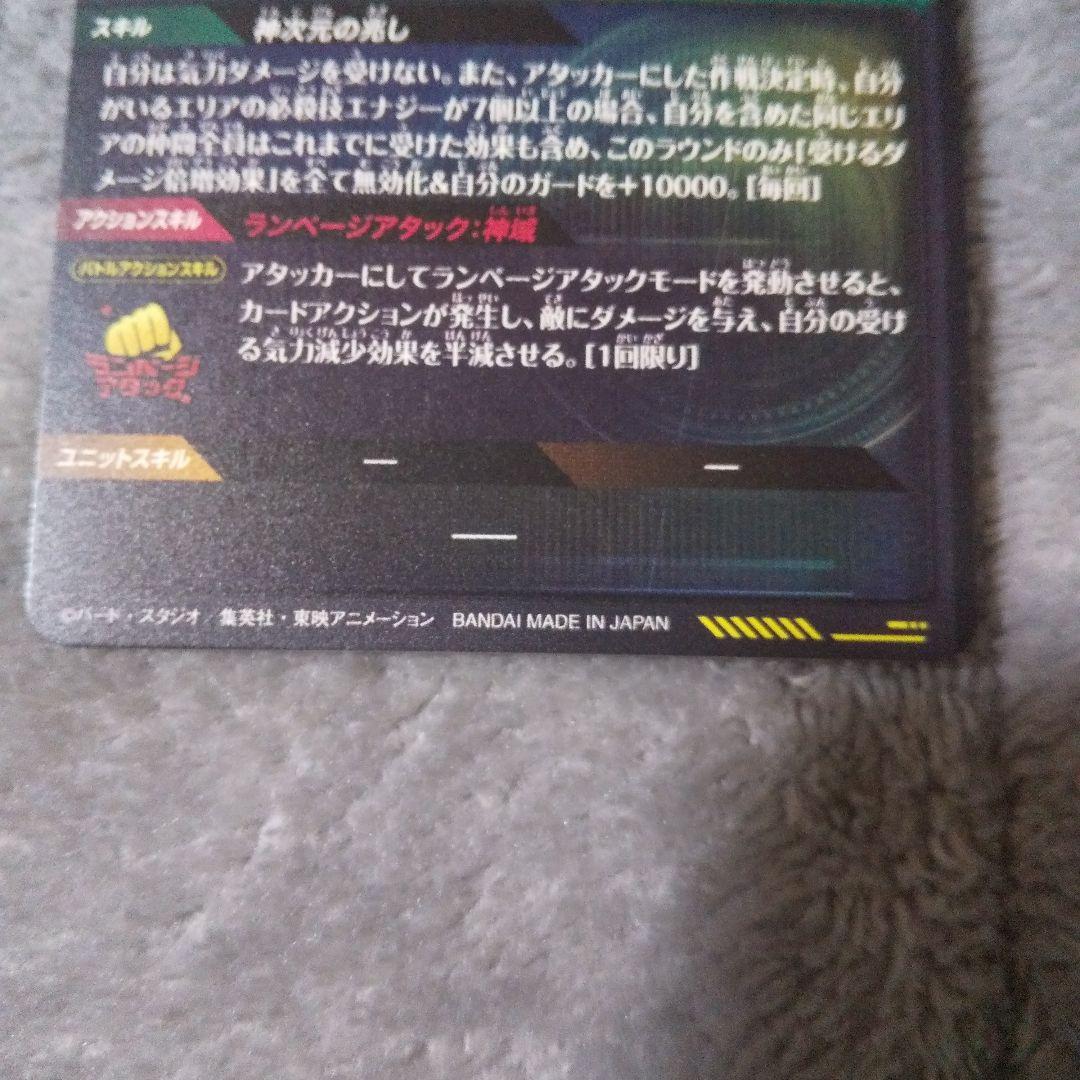 スキル 神次元の兆し
自分は気力ダメージを受けない。また、アタッカーにした作戦決定時、自分
がいるエリアの必殺技エナジーが7個以上の場合、自分を含めた同じエリ
アの仲間全員はこれまでに受けた効果も含め、このラウンドのみ「受けるダ
メージ倍増効果」を全て無効化&自分のガードを+10000。[毎回]
アクションスキル ランページアタック:神域
バトルアクションスキル
アタッカーにしてランページアタックモードを発動させると、
カードアクションが発生し、敵にダメージを与え、自分の受け
る気力減少効果を半減させる。[1回限り]
ランページ
アタック
ユニットスキル — —
—
©バード・スタジオ/集英社・東映アニメーション BANDAI MADE IN JAPAN